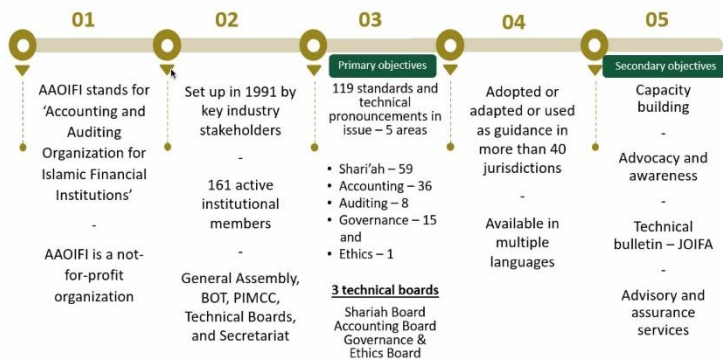 01
AAOIFI stands for
‘Accounting and
Auditing
Organization for
Islamic Financial
Institutions’
-
AAOIFI is a not-
for-profit
organization
02
Set up in 1991 by
key industry
stakeholders
-
161 active
institutional
members
-
General Assembly,
BOT, PIMCC,
Technical Boards,
and Secretariat
03
Primary objectives
119 standards and
technical
pronouncements in
issue – 5 areas
• Shari’ah – 59
• Accounting – 36
• Auditing – 8
• Governance – 15
and
• Ethics – 1
3 technical boards
Shariah Board
Accounting Board
Governance &
Ethics Board
04
Adopted or
adapted or used
as guidance in
more than 40
jurisdictions
-
Available in
multiple
languages
05
Secondary objectives
Capacity
building
-
Advocacy and
awareness
-
Technical
bulletin – JOIFA
-
Advisory and
assurance
services